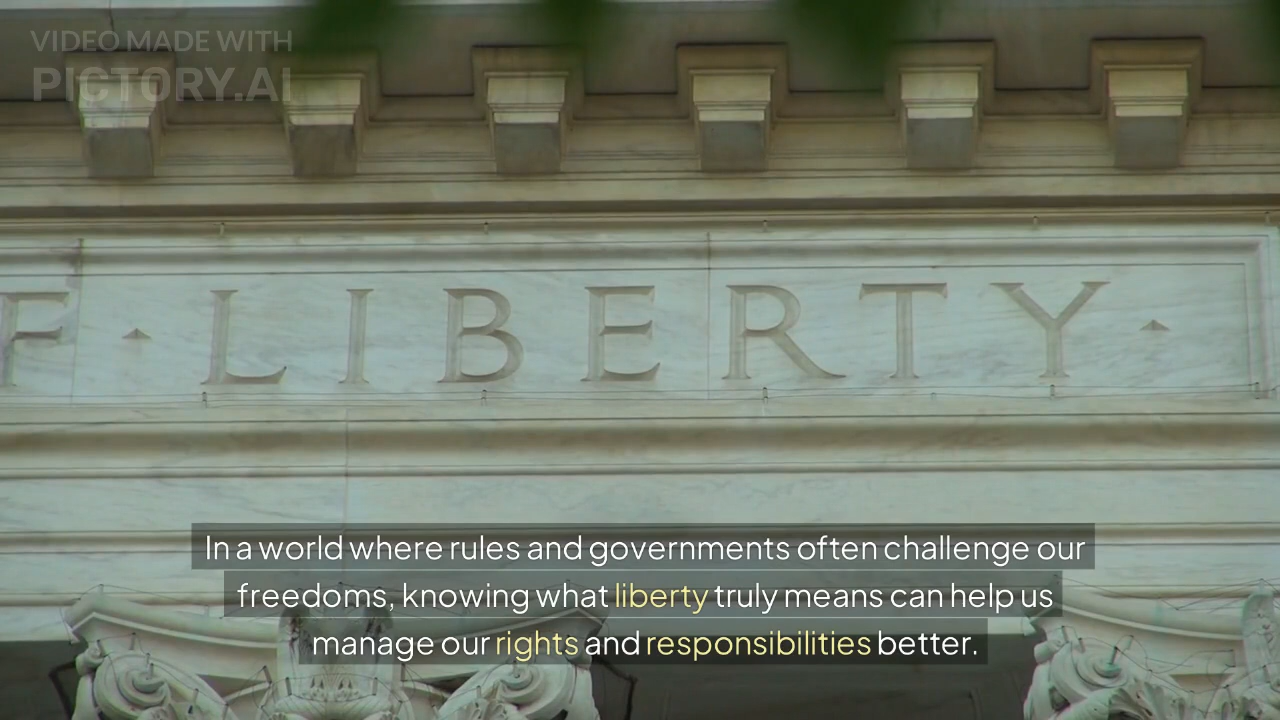 VIDEO MADE WITH
PICTORY.AI
F · LIBERTY ·
In a world where rules and governments often challenge our
freedoms, knowing what liberty truly means can help us
manage our rights and responsibilities better.